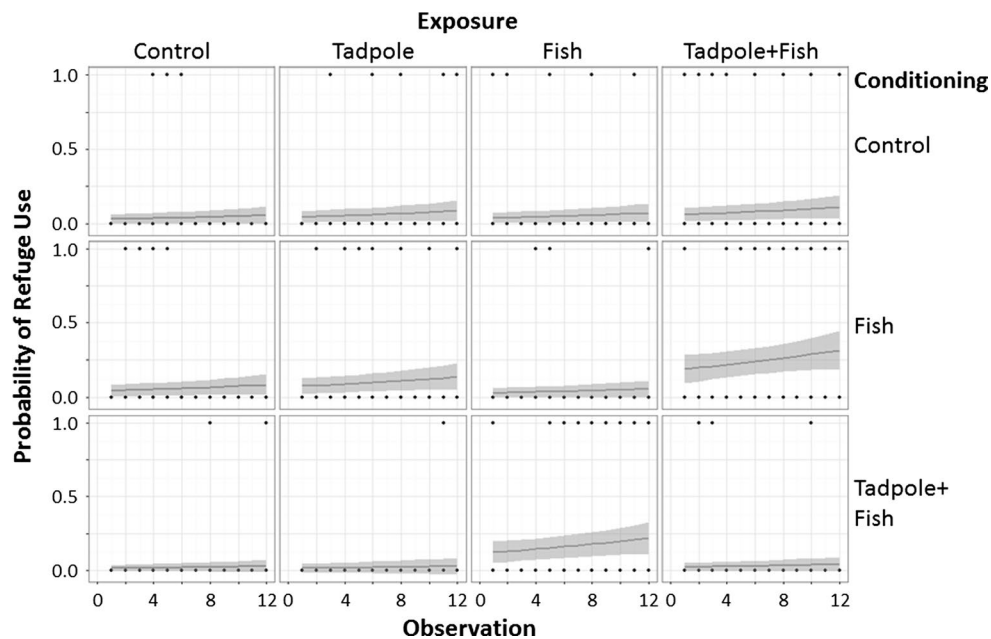 Exposure
Control Tadpole Fish Tadpole+Fish
Conditioning
Control
Fish
Tadpole+
Fish
Probability of Refuge Use
1.0
0.5
0.0
1.0
0.5
0.0
1.0
0.5
0.0
0 4 8 12 0 4 8 12 0 4 8 12 0 4 8 12
Observation